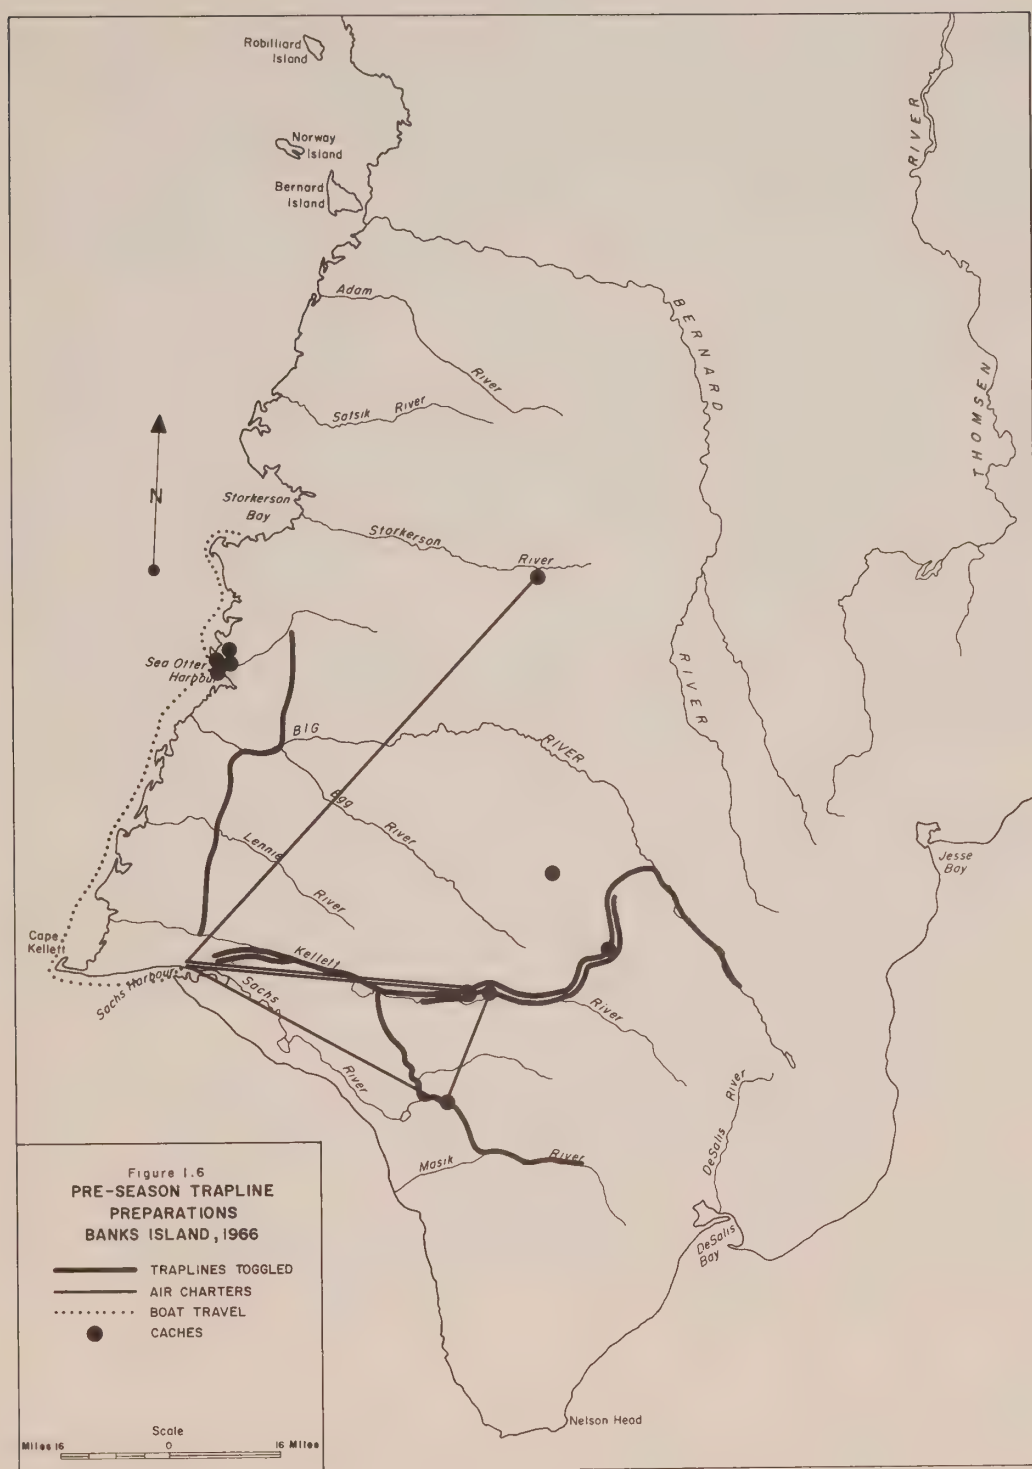 Robilliard
Island
Norway
Island
Bernard
Island
RIVER
Adam
River
BERNARD
Satsik River
THOMSEN
N
Storkerson
Bay
Storkerson
River
Sea Otter
Harbour
RIVER
BIG
RIVER
Egg
River
Lennie
River
Jesse
Bay
Cape
Kellett
Kellett
Sachs Harbour
Sachs
River
River
River
DeSalis
Masik
River
DeSalis
Bay
Nelson Head
Figure 1.6
PRE-SEASON TRAPLINE
PREPARATIONS
BANKS ISLAND, 1966
TRAPLINES TOGGLED
AIR CHARTERS
BOAT TRAVEL
CACHES
Scale
Miles 16 0 16 Miles